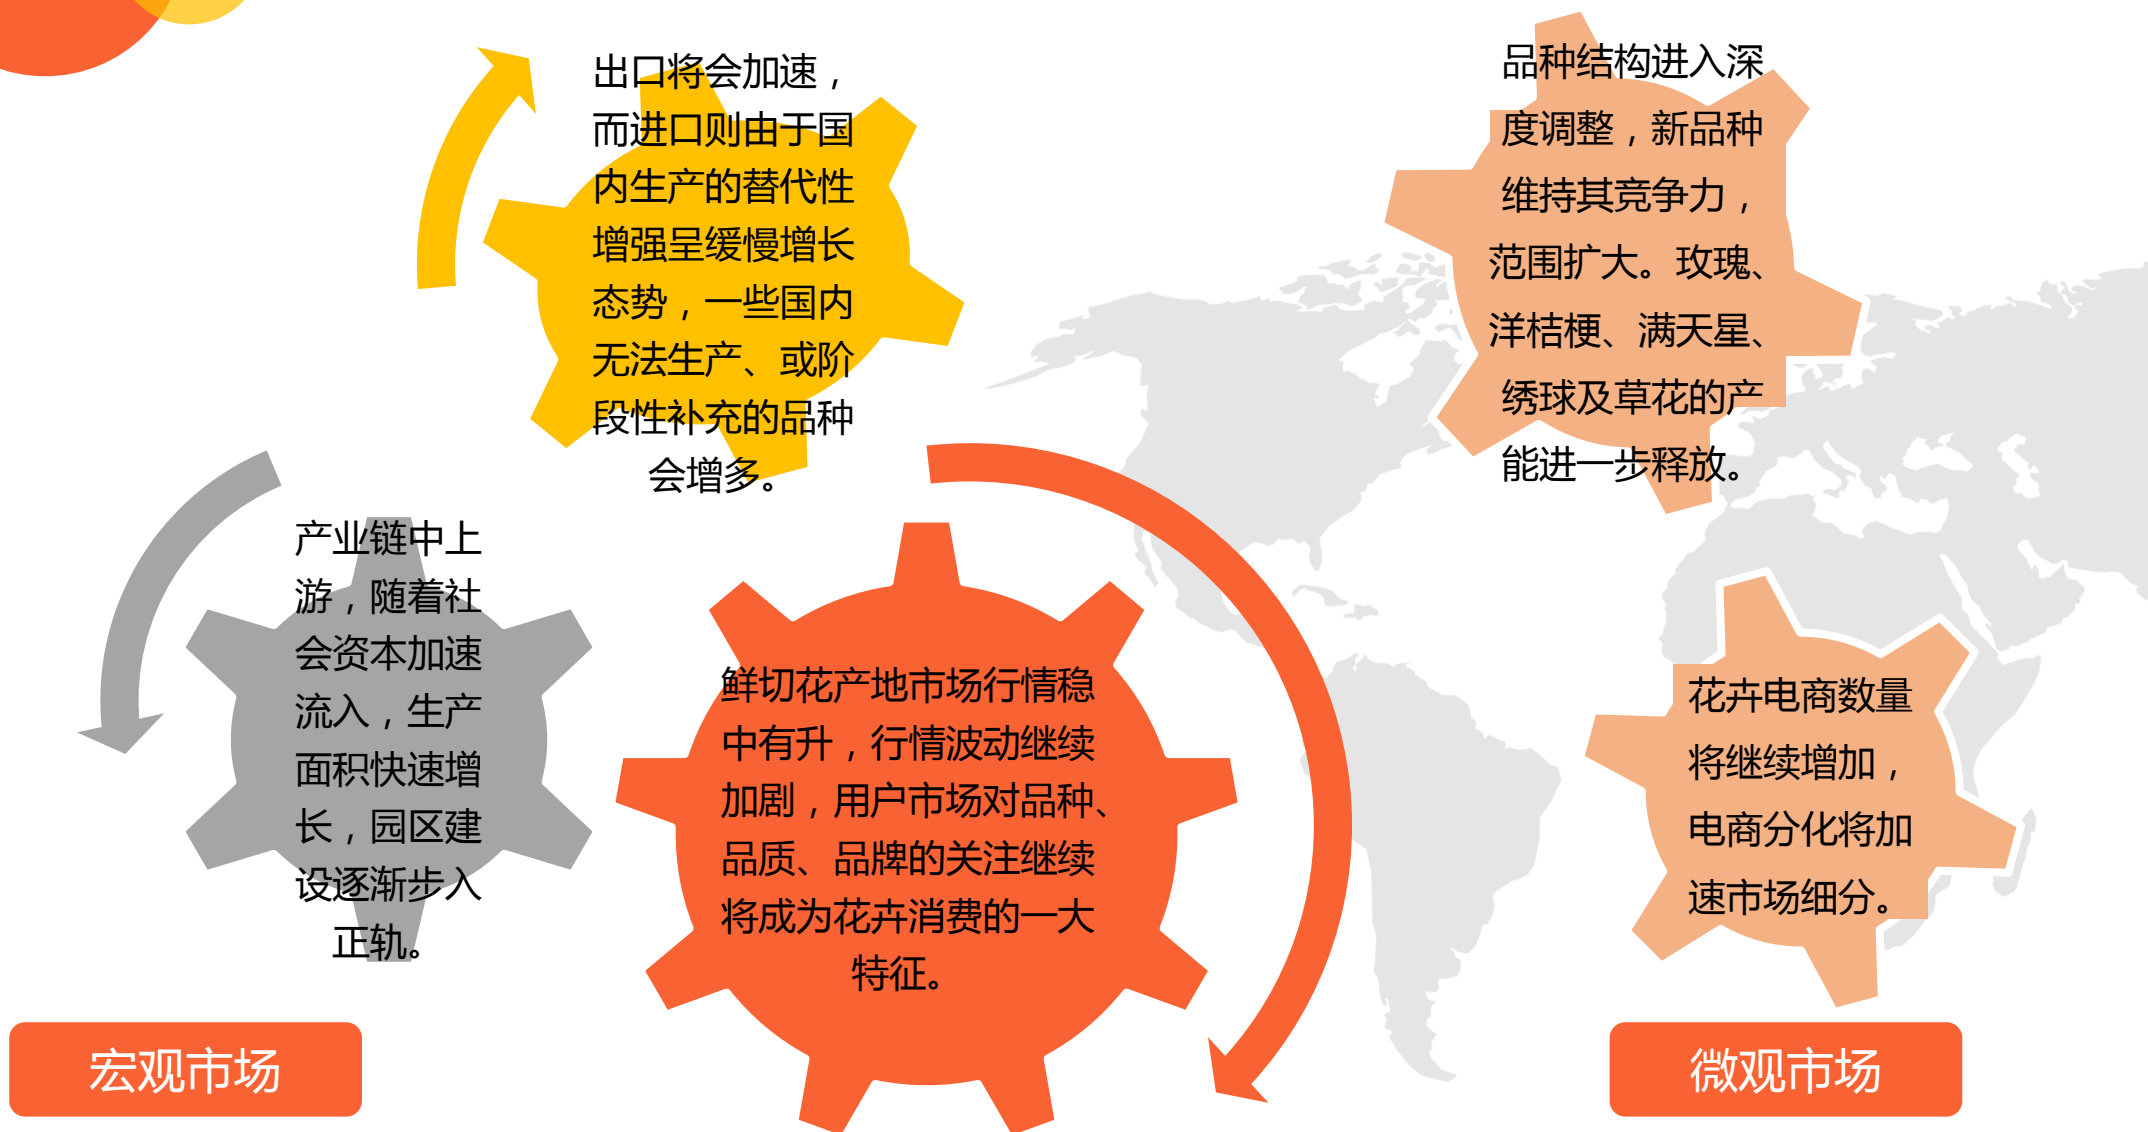 出口将会加速，
而进口则由于国
内生产的替代性
增强呈缓慢增长
态势，一些国内
无法生产、或阶
段性补充的品种
会增多。
产业链中上
游，随着社
会资本加速
流入，生产
面积快速增
长，园区建
设逐渐步入
正轨。
鲜切花产地市场行情稳
中有升，行情波动继续
加剧，用户市场对品种、
品质、品牌的关注继续
将成为花卉消费的一大
特征。
宏观市场
品种结构进入深
度调整，新品种
维持其竞争力，
范围扩大。玫瑰、
洋桔梗、满天星、
绣球及草花的产
能进一步释放。
花卉电商数量
将继续增加，
电商分化将加
速市场细分。
微观市场